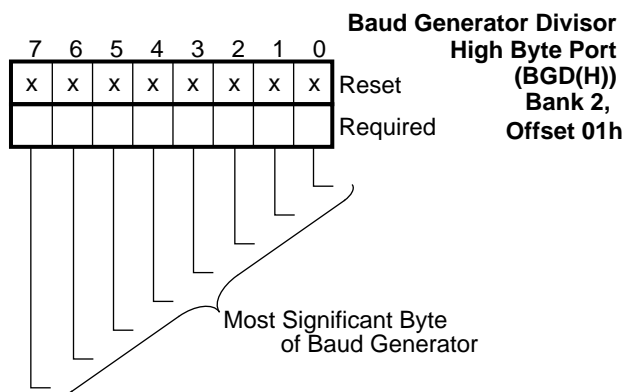 Baud Generator Divisor
High Byte Port
(BGD(H))
Bank 2,
Offset 01h
7 6 5 4 3 2 1 0
x x x x x x x x Reset
Required
Most Significant Byte
of Baud Generator